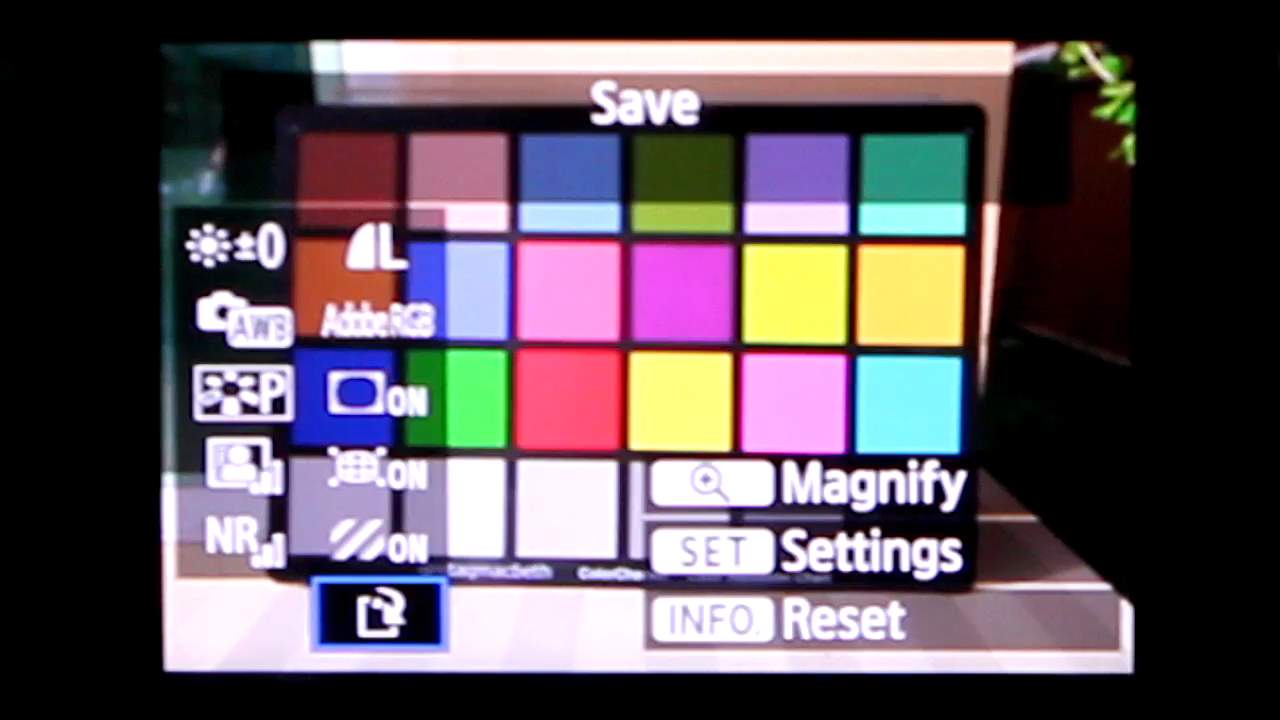 Save
±0 L
AWB AdobeRGB
P ON
ON
NR ON
Magnify
SET Settings
INFO. Reset